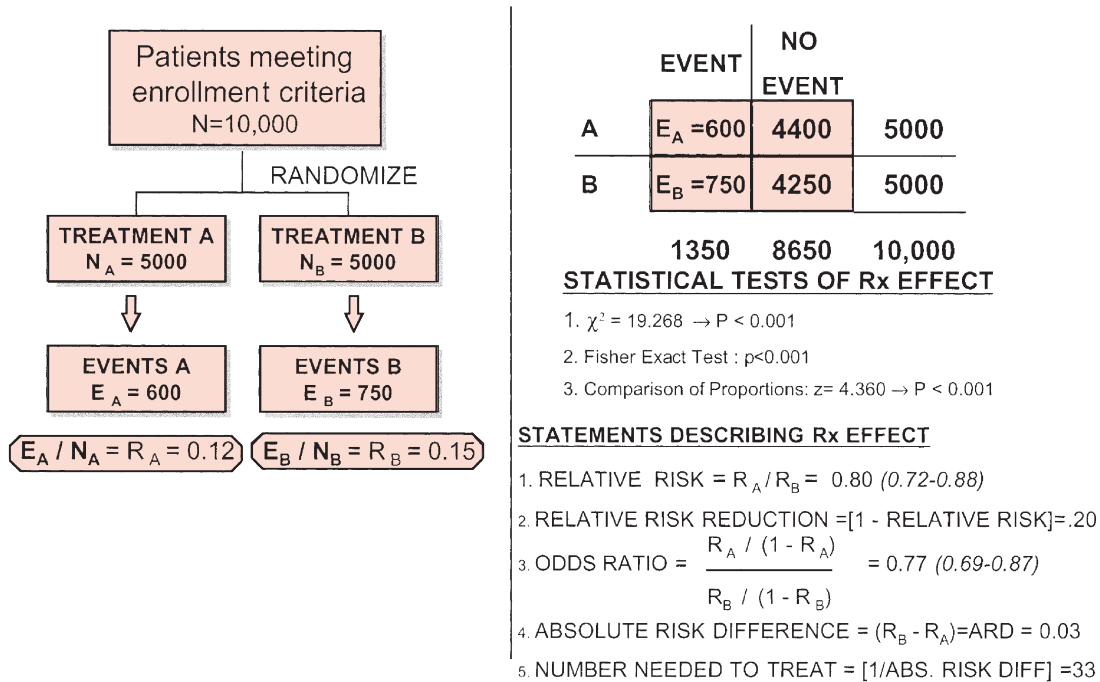 Patients meeting
enrollment criteria
N=10,000
RANDOMIZE
TREATMENT A
N A = 5000
TREATMENT B
N B = 5000
EVENTS A
E A = 600
EVENTS B
E B = 750
E A / N A = R A = 0.12
E B / N B = R B = 0.15
NO
EVENT
EVENT
A E A =600 4400 5000
B E B =750 4250 5000
1350 8650 10,000
STATISTICAL TESTS OF Rx EFFECT
1. χ² = 19.268 → P < 0.001
2. Fisher Exact Test : p<0.001
3. Comparison of Proportions: z= 4.360 → P < 0.001
STATEMENTS DESCRIBING Rx EFFECT
1. RELATIVE RISK = R A / R B = 0.80 (0.72-0.88)
2. RELATIVE RISK REDUCTION =[1 - RELATIVE RISK]=.20
R A / (1 - R A)
3. ODDS RATIO = = 0.77 (0.69-0.87)
R B / (1 - R B)
4. ABSOLUTE RISK DIFFERENCE = (R B - R A)=ARD = 0.03
5. NUMBER NEEDED TO TREAT = [1/ABS. RISK DIFF] =33